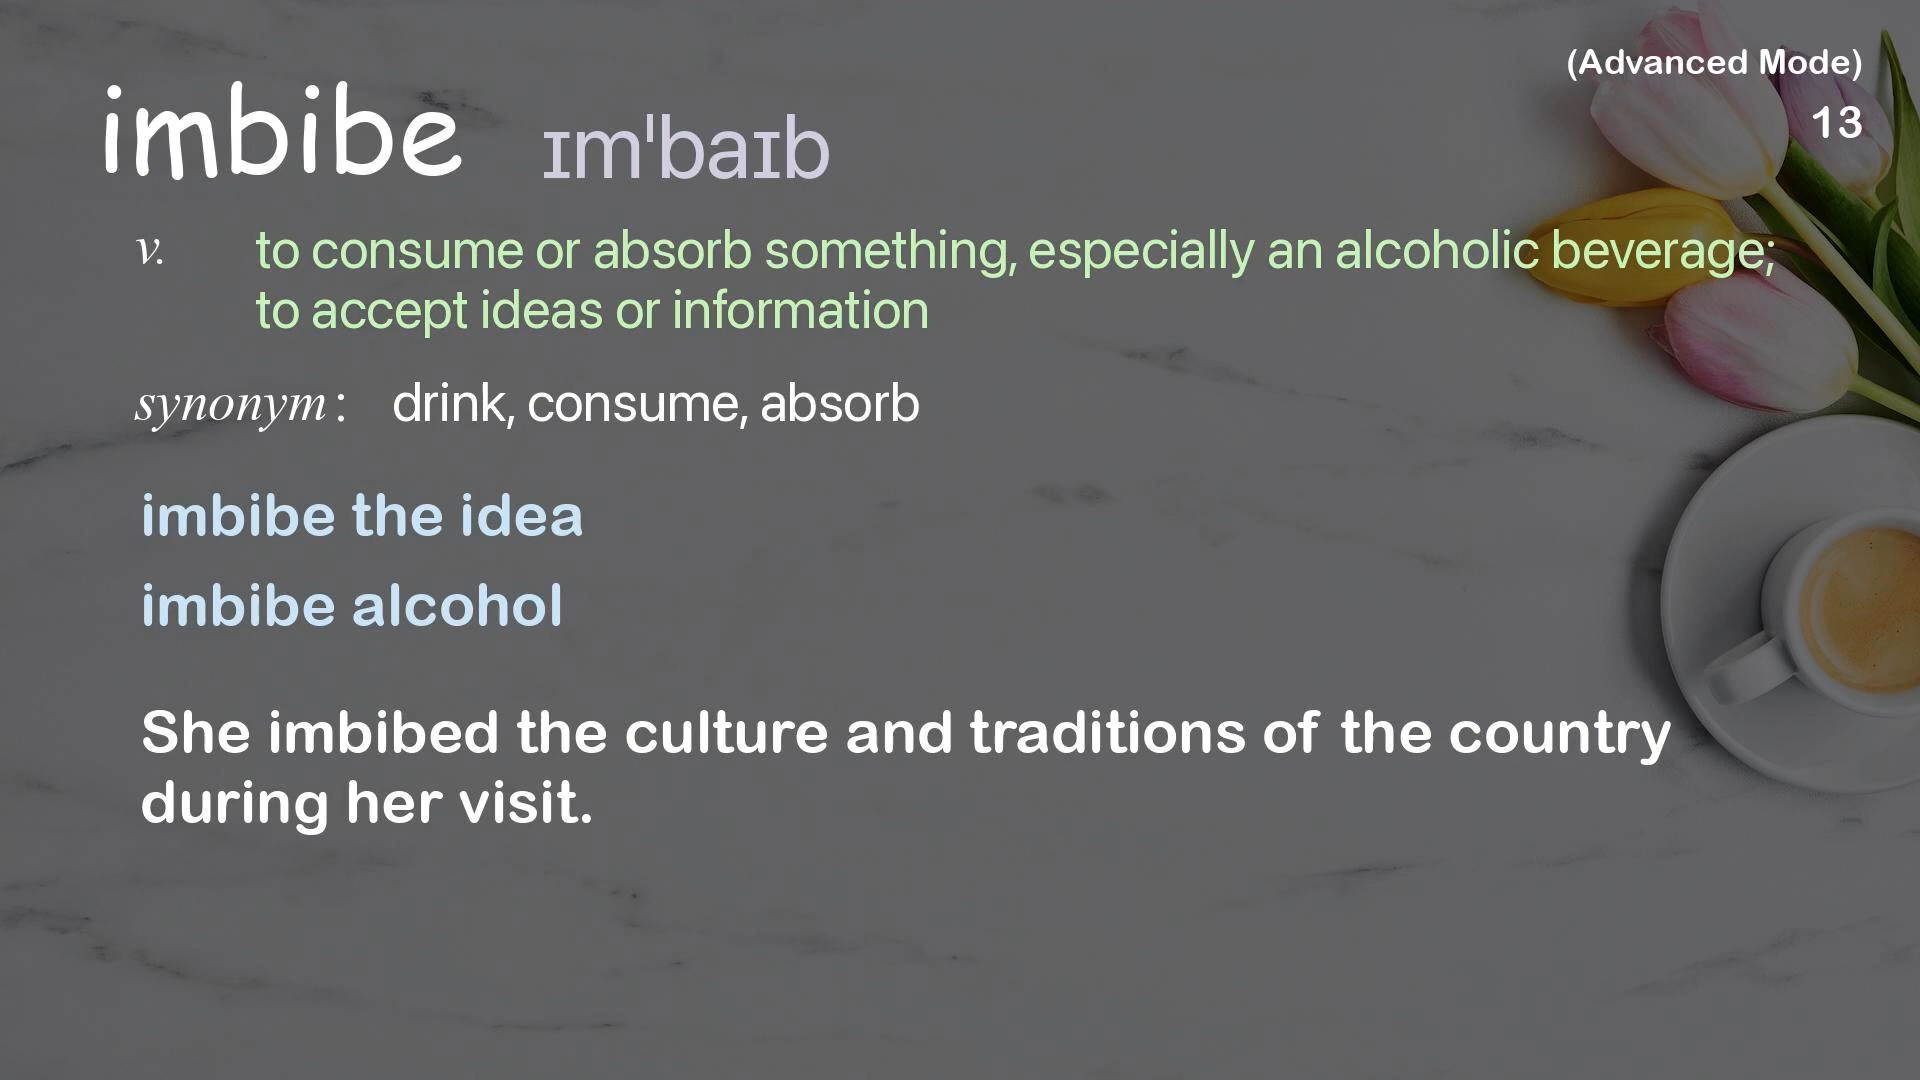 (Advanced Mode)
13
imbibe ɪmˈbaɪb
v. to consume or absorb something, especially an alcoholic beverage;
to accept ideas or information
synonym: drink, consume, absorb
imbibe the idea
imbibe alcohol
She imbibed the culture and traditions of the country
during her visit.